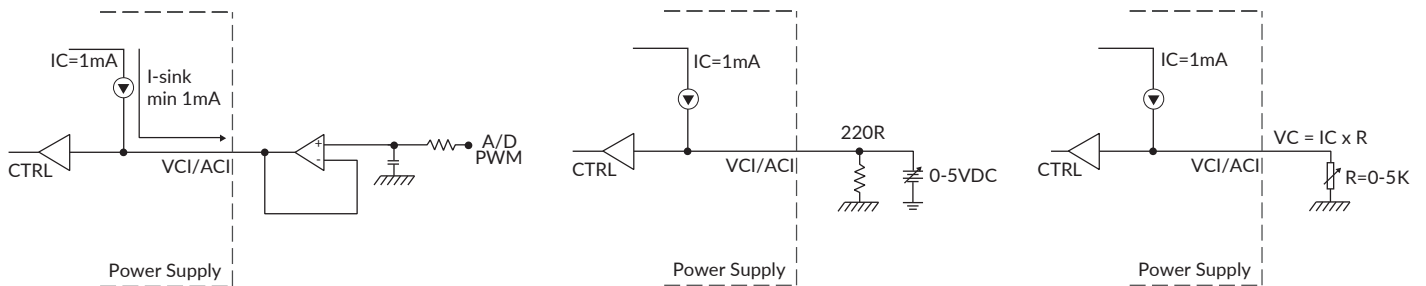 IC=1mA
I-sink
min 1mA
+
-
A/D
PWM
CTRL
VCI/ACI
Power Supply
IC=1mA
220R
CTRL
VCI/ACI
0-5VDC
Power Supply
IC=1mA
VC = IC x R
CTRL
VCI/ACI
R=0-5K
Power Supply